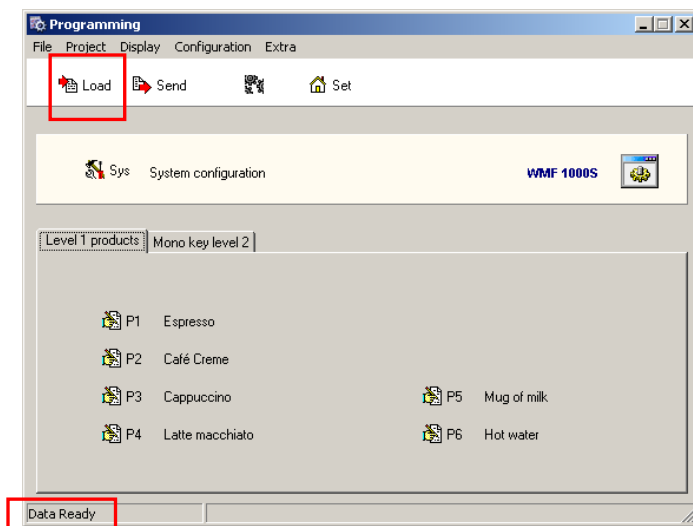 Programming
File Project Display Configuration Extra
Load Send Set
Sys System configuration WMF 1000S
Level 1 products Mono key level 2
P1 Espresso
P2 Café Creme
P3 Cappuccino P5 Mug of milk
P4 Latte macchiato P6 Hot water
Data Ready